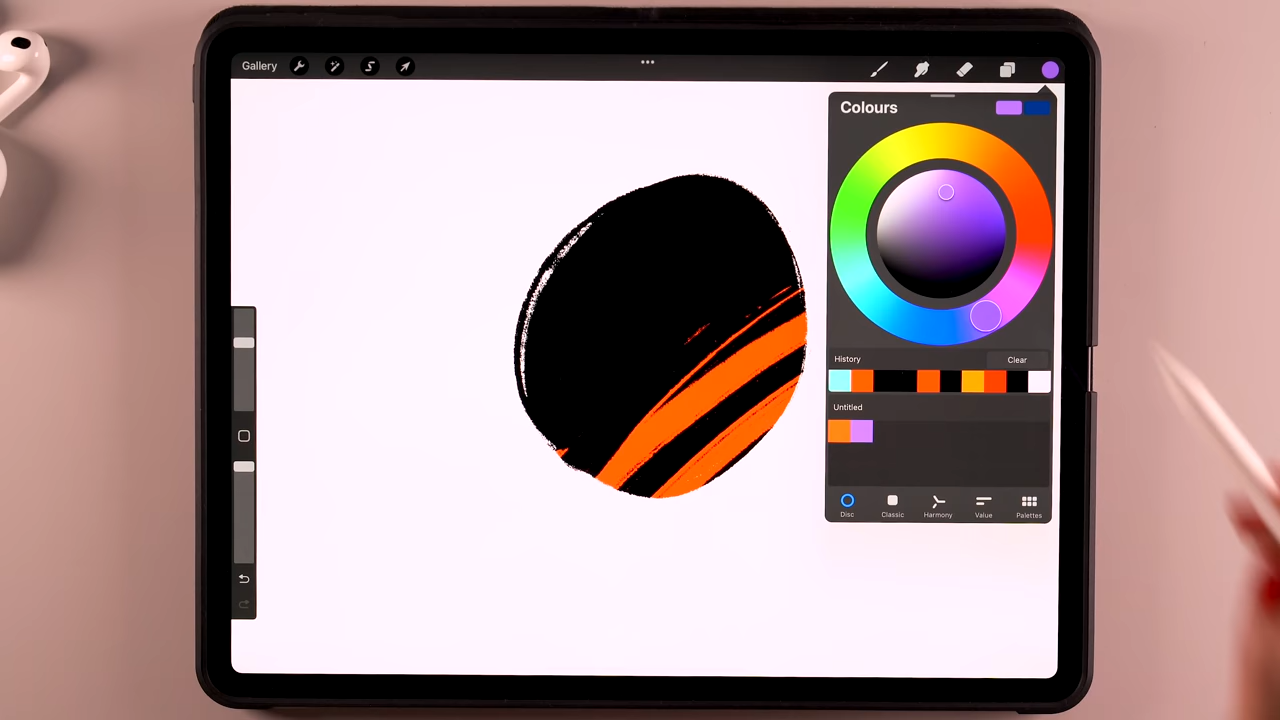 Gallery
Colours
History
Clear
Untitled
Disc
Classic
Harmony
Value
Palettes